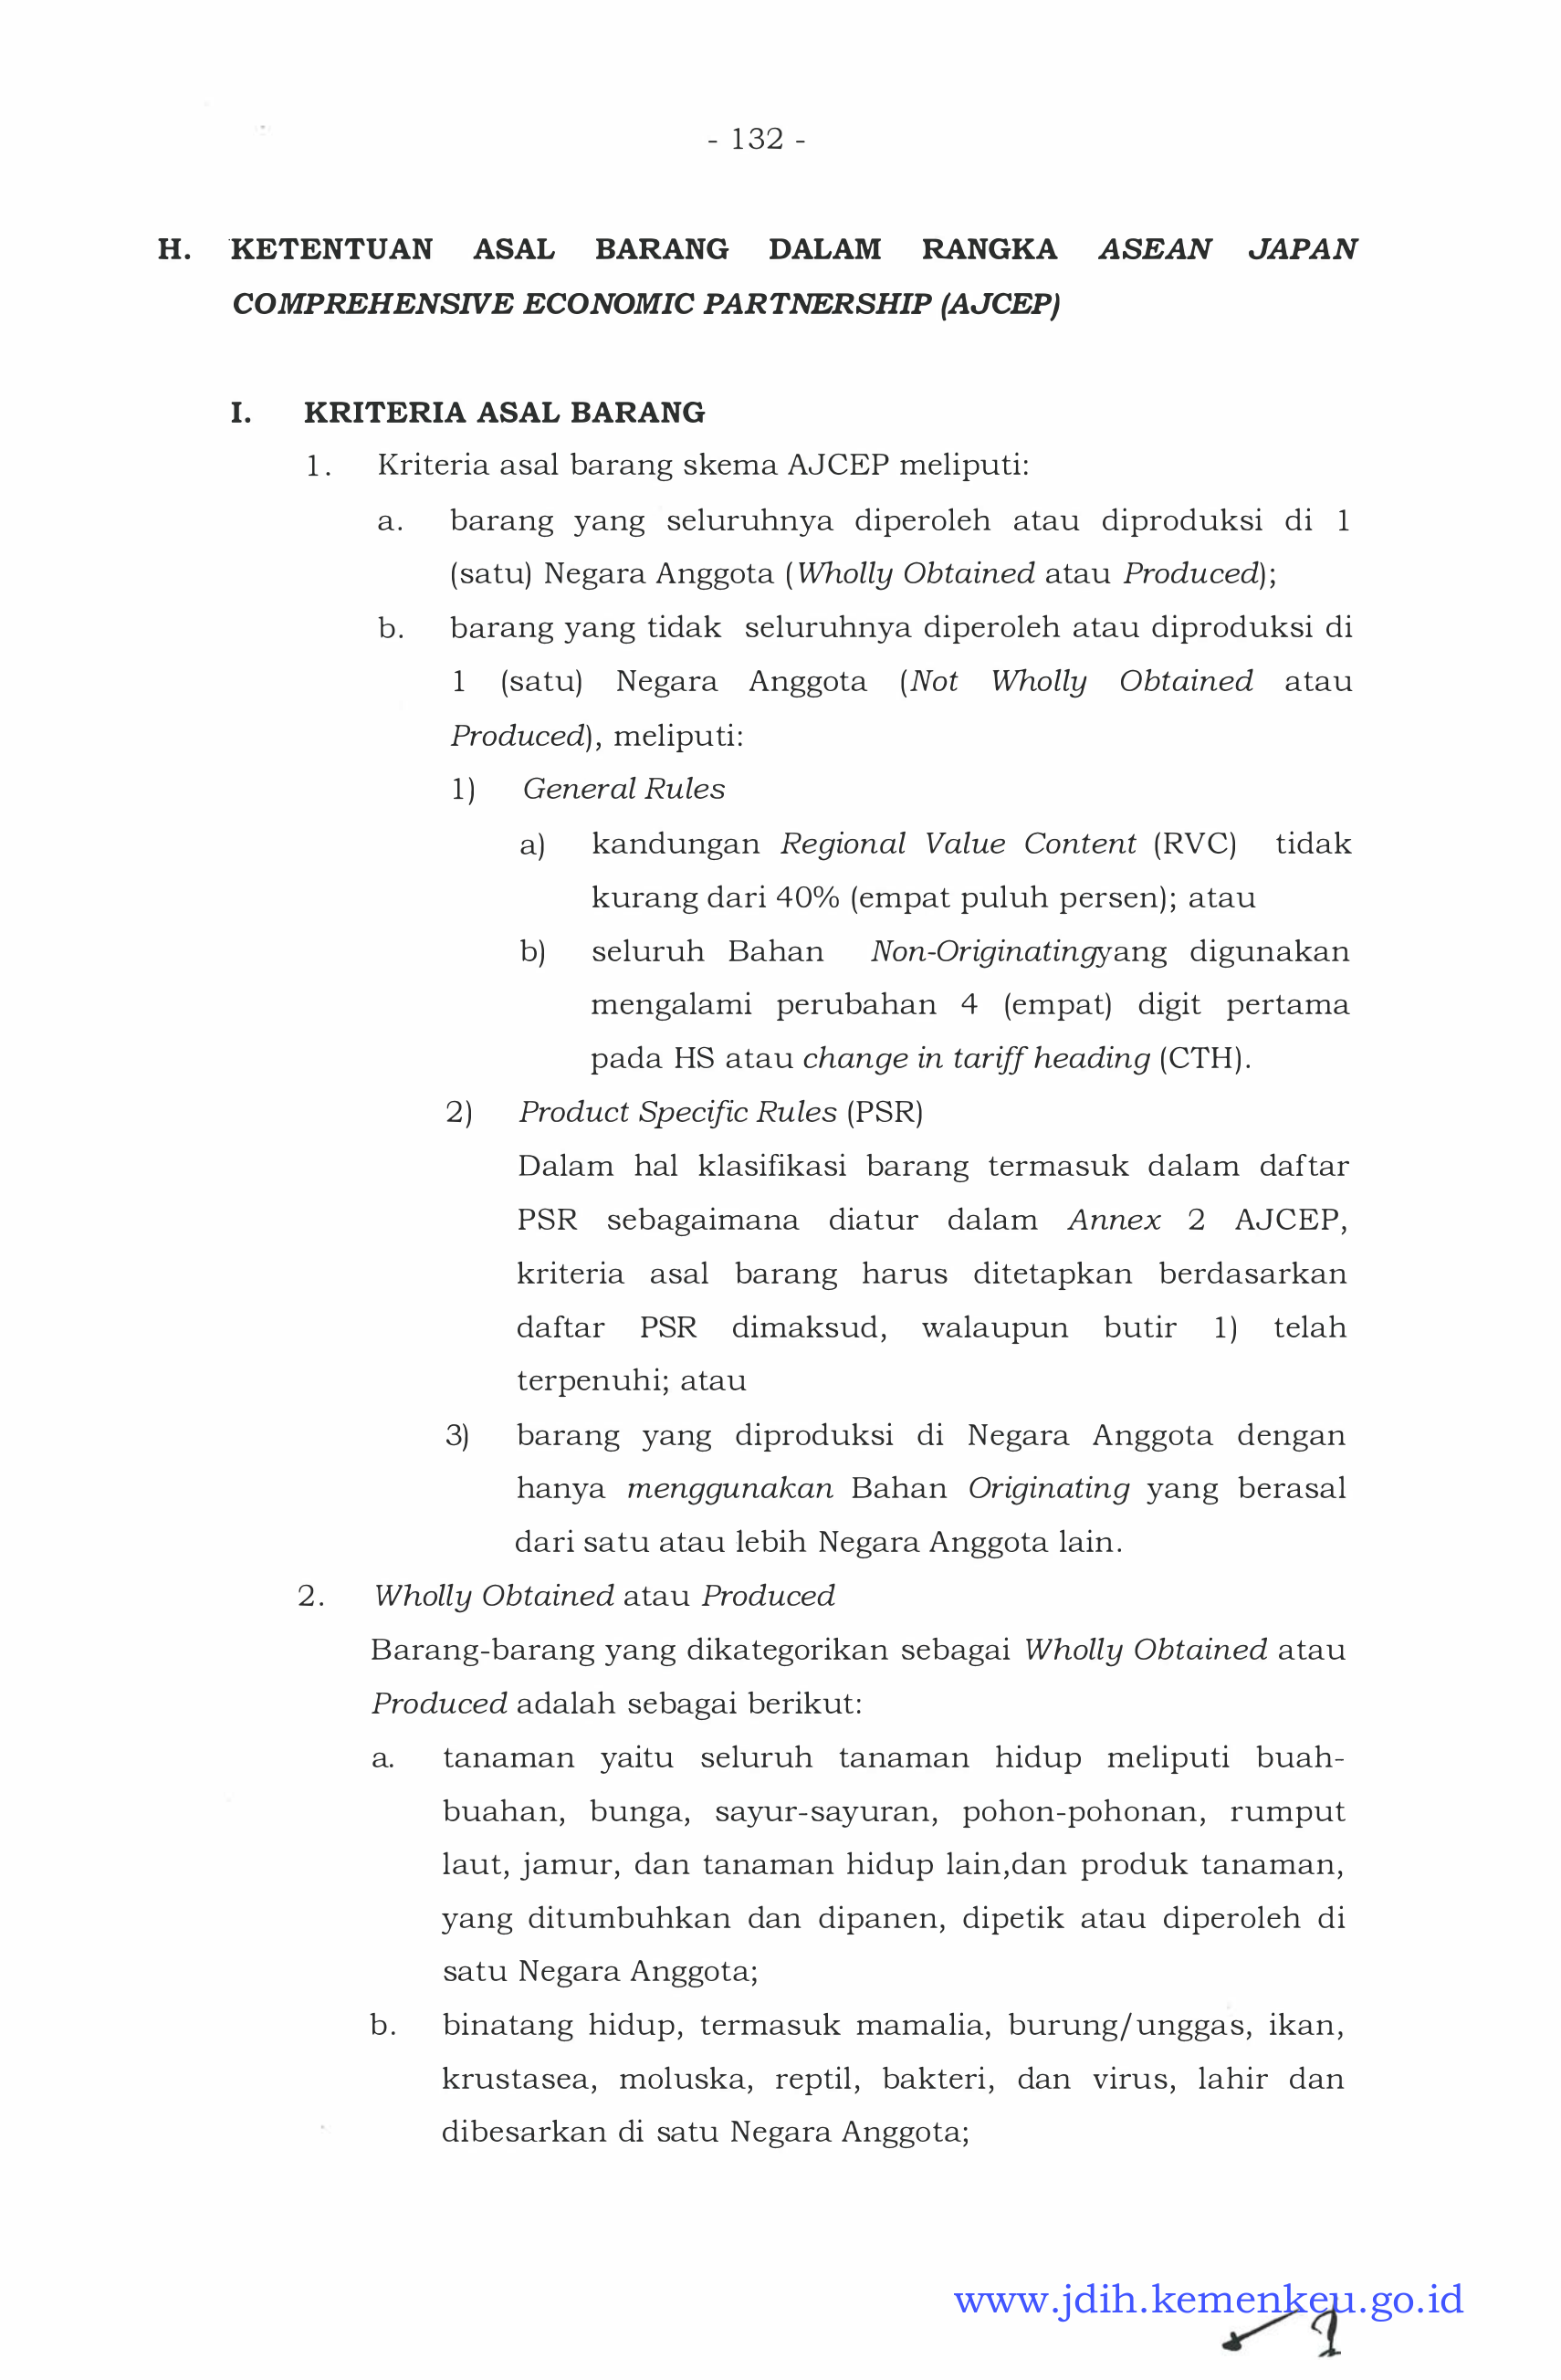 - 132 -
H. KETENTUAN ASAL BARANG DALAM RANGKA ASEAN JAPAN
COMPREHENSIVE ECONOMIC PARTNERSHIP (AJCEP)
I. KRITERIA ASAL BARANG
1. Kriteria asal barang skema AJCEP meliputi:
a. barang yang seluruhnya diperoleh atau diproduksi di 1
(satu) Negara Anggota (Wholly Obtained atau Produced);
b. barang yang tidak seluruhnya diperoleh atau diproduksi di
1 (satu) Negara Anggota (Not Wholly Obtained atau
Produced), meliputi:
1) General Rules
a) kandungan Regional Value Content (RVC) tidak
kurang dari 40% (empat puluh persen); atau
b) seluruh Bahan Non-Originatingyang digunakan
mengalami perubahan 4 (empat) digit pertama
pada HS atau change in tariff heading (CTH).
2) Product Specific Rules (PSR)
Dalam hal klasifikasi barang termasuk dalam daftar
PSR sebagaimana diatur dalam Annex 2 AJCEP,
kriteria asal barang harus ditetapkan berdasarkan
daftar PSR dimaksud, walaupun butir 1) telah
terpenuhi; atau
3) barang yang diproduksi di Negara Anggota dengan
hanya menggunakan Bahan Originating yang berasal
dari satu atau lebih Negara Anggota lain.
2. Wholly Obtained atau Produced
Barang-barang yang dikategorikan sebagai Wholly Obtained atau
Produced adalah sebagai berikut:
a. tanaman yaitu seluruh tanaman hidup meliputi buah-
buahan, bunga, sayur-sayuran, pohon-pohonan, rumput
laut, jamur, dan tanaman hidup lain,dan produk tanaman,
yang ditumbuhkan dan dipanen, dipetik atau diperoleh di
satu Negara Anggota;
b. binatang hidup, termasuk mamalia, burung/unggas, ikan,
krustasea, moluska, reptil, bakteri, dan virus, lahir dan
dibesarkan di satu Negara Anggota;
www.jdih.kemenkeu.go.id